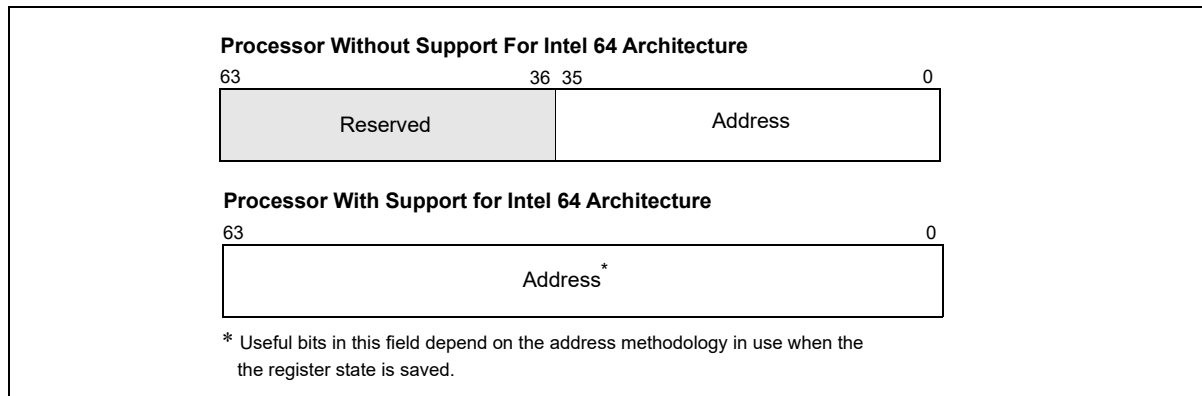 Processor Without Support For Intel 64 Architecture
63 36 35 0
Reserved Address
Processor With Support for Intel 64 Architecture
63 0
Address*
* Useful bits in this field depend on the address methodology in use when the
the register state is saved.